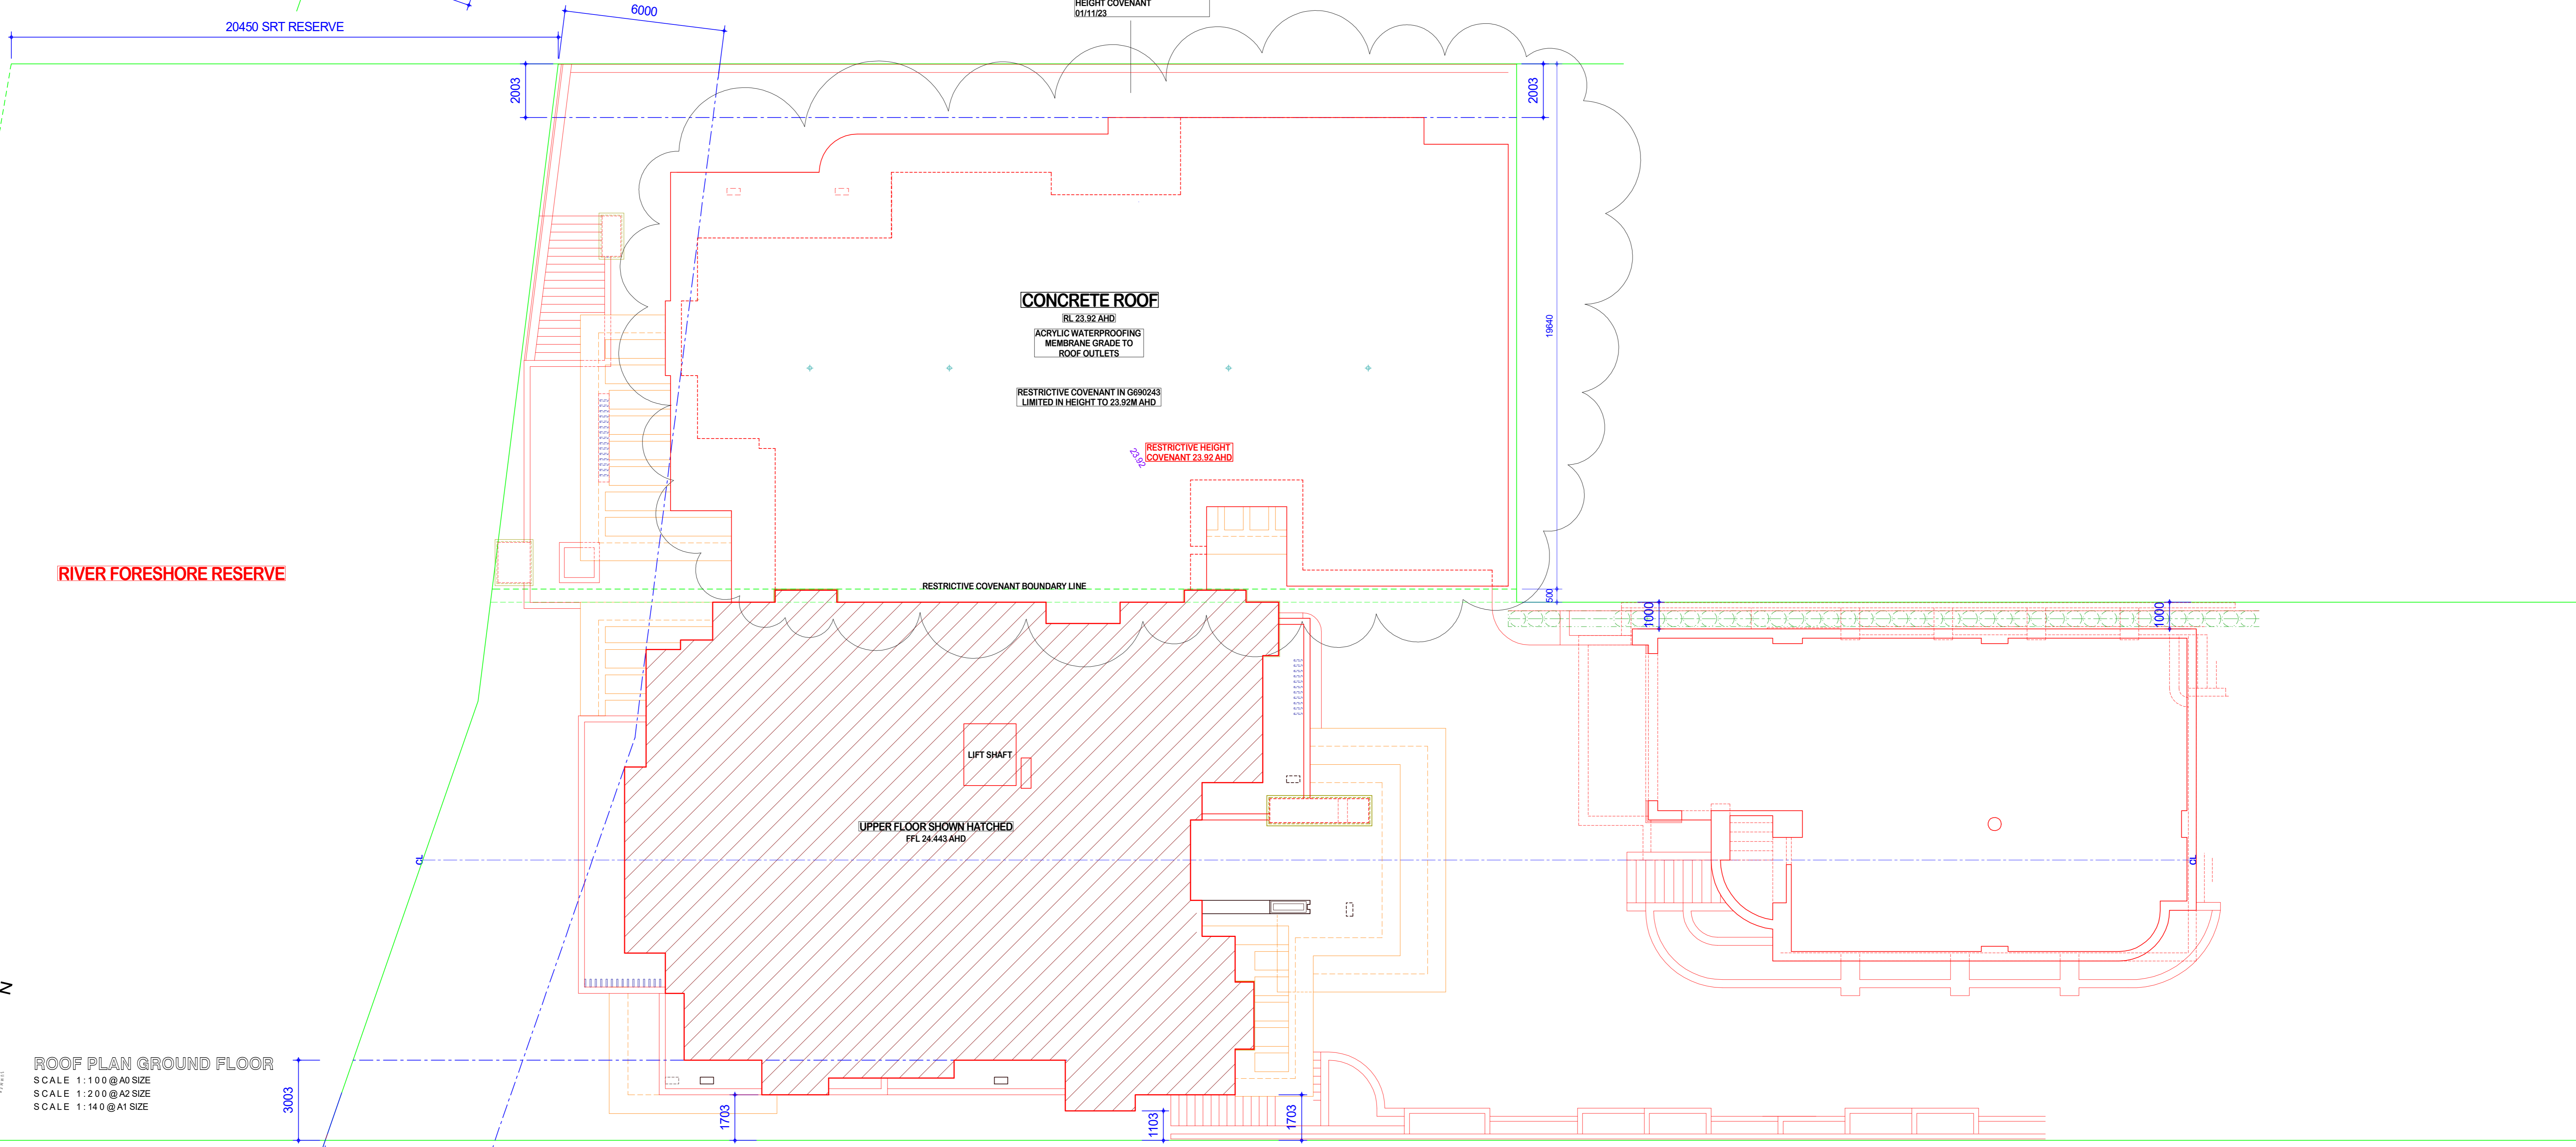 HEIGHT COVENANT
01/11/23
20450 SRT RESERVE
6000
2003
2003
CONCRETE ROOF
RL 23.92 AHD
ACRYLIC WATERPROOFING
MEMBRANE GRADE TO
ROOF OUTLETS
19640
RESTRICTIVE COVENANT IN G690243
LIMITED IN HEIGHT TO 23.92M AHD
RESTRICTIVE HEIGHT
COVENANT 23.92 AHD
23.92
RIVER FORESHORE RESERVE
RESTRICTIVE COVENANT BOUNDARY LINE
500
1000
1000
LIFT SHAFT
UPPER FLOOR SHOWN HATCHED
FFL 24.443 AHD
CL
CL
N
ROOF PLAN GROUND FLOOR
SCALE 1:100@A0 SIZE
SCALE 1:200@A2 SIZE
SCALE 1:140@A1 SIZE
3003
1703
1103
1703